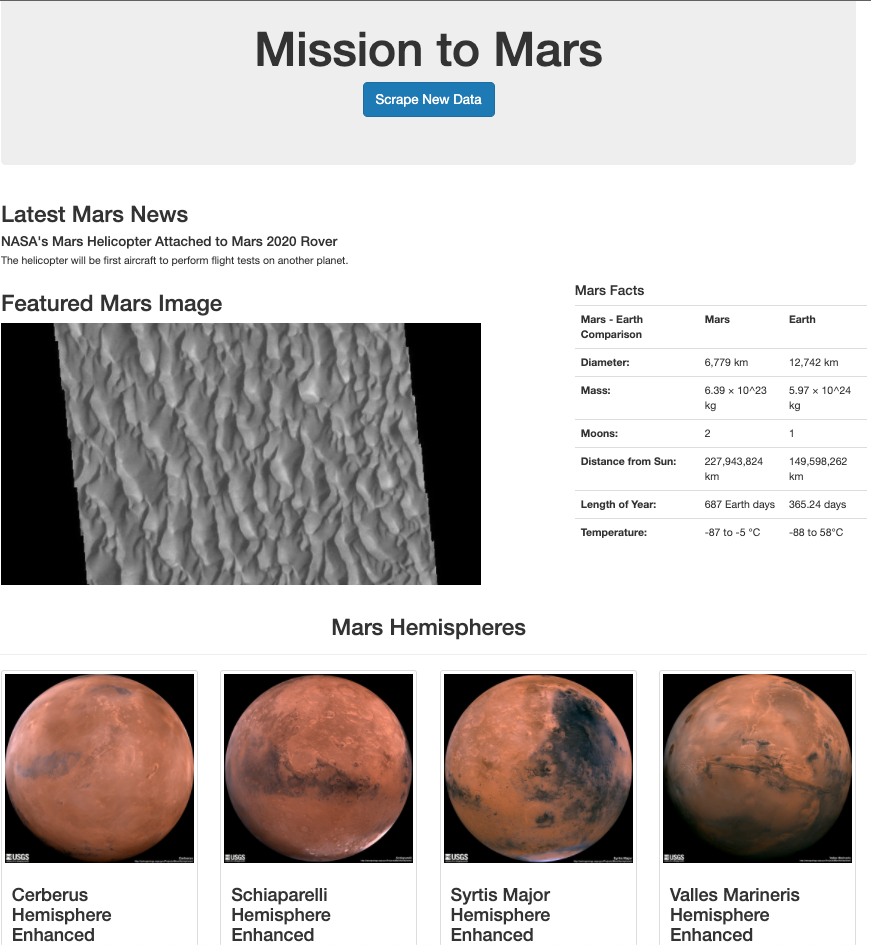 Mission to Mars
Scrape New Data
Latest Mars News
NASA's Mars Helicopter Attached to Mars 2020 Rover
The helicopter will be first aircraft to perform flight tests on another planet.
Featured Mars Image
Mars Facts
Mars - Earth Comparison Mars Earth
Diameter: 6,779 km 12,742 km
Mass: 6.39 × 10^23 kg 5.97 × 10^24 kg
Moons: 2 1
Distance from Sun: 227,943,824 km 149,598,262 km
Length of Year: 687 Earth days 365.24 days
Temperature: -87 to -5 °C -88 to 58°C
Mars Hemispheres
USGS
USGS
USGS
USGS
Cerberus
Hemisphere
Enhanced
Schiaparelli
Hemisphere
Enhanced
Syrtis Major
Hemisphere
Enhanced
Valles Marineris
Hemisphere
Enhanced